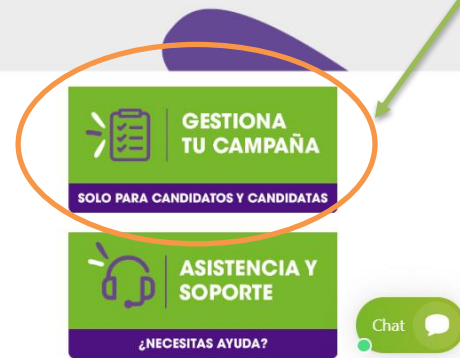 GESTIONA
TU CAMPAÑA
SOLO PARA CANDIDATOS Y CANDIDATAS
ASISTENCIA Y
SOPORTE
¿NECESITAS AYUDA?
Chat